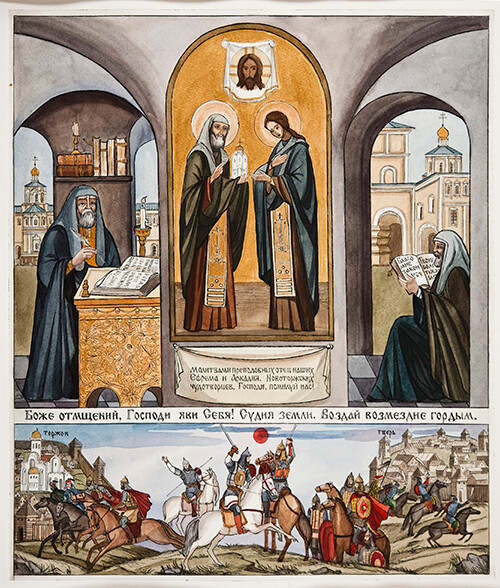 Молитвами преподобных отец наших
Ефрема и Аркадия, Новоторжских
чудотворцев, Господи, помилуй нас!
Боже отмщений, Господи яви Себя! Судия земли. Воздай возмездие гордым.
Торжок
Тверь